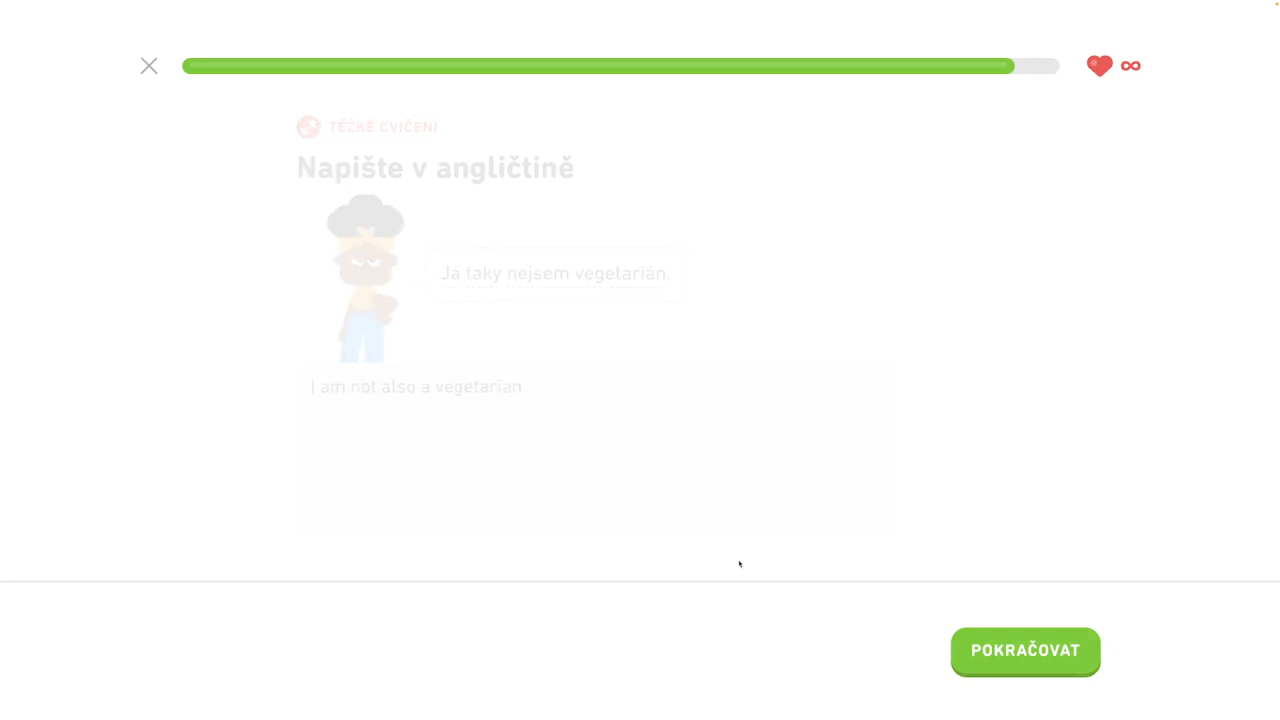 TĚŽKÉ CVIČENÍ
Napište v angličtině
Já taky nejsem vegetarián.
I am not also a vegetarian.
POKRAČOVAT